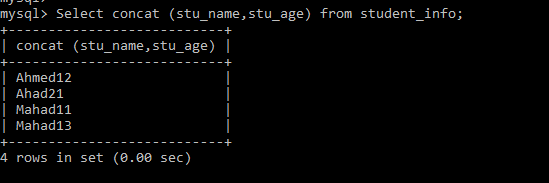 mysql> Select concat (stu_name,stu_age) from student_info;
+---------------------------+
| concat (stu_name,stu_age) |
+---------------------------+
| Ahmed12                   |
| Ahad21                    |
| Mahad11                   |
| Mahad13                   |
+---------------------------+
4 rows in set (0.00 sec)